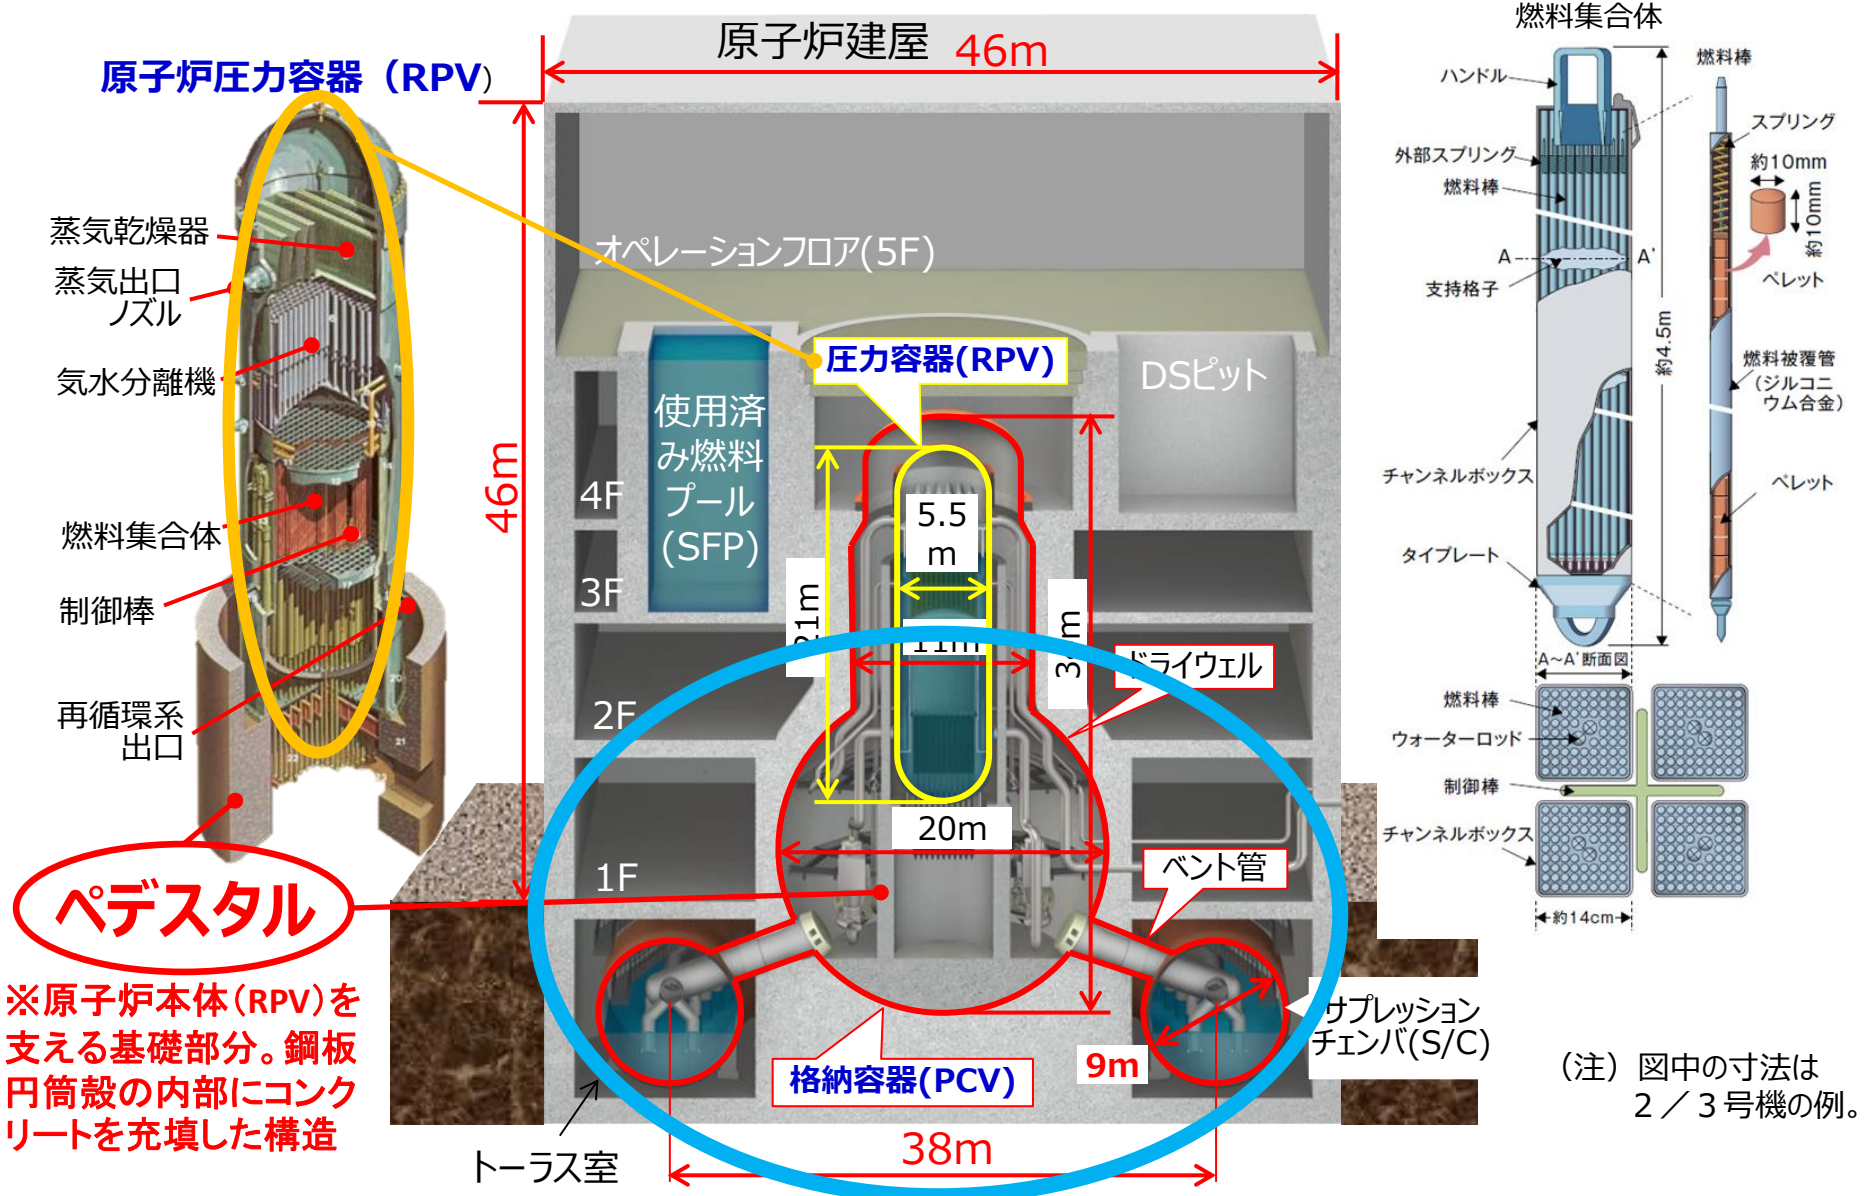 原子炉建屋
46m
46m
原子炉圧力容器（RPV）
蒸気乾燥器
蒸気出口
ノズル
気水分離機
燃料集合体
制御棒
再循環系
出口
ペデスタル
※原子炉本体（RPV）を
支える基礎部分。鋼板
円筒殻の内部にコンク
リートを充填した構造
オペレーションフロア(5F)
圧力容器(RPV)
DSピット
使用済
み燃料
プール
(SFP)
4F
3F
2F
1F
5.5
m
21m
11m
20m
ドライウェル
ベント管
サプレッション
チェンバ(S/C)
9m
格納容器(PCV)
トーラス室
38m
燃料集合体
ハンドル
外部スプリング
燃料棒
A
A'
支持格子
チャンネルボックス
タイプレート
約4.5m
燃料棒
スプリング
約10mm
約10mm
ペレット
燃料被覆管
（ジルコニ
ウム合金）
ペレット
A～A'断面図
燃料棒
ウォーターロッド
制御棒
チャンネルボックス
約14cm
（注）図中の寸法は
２／３号機の例。